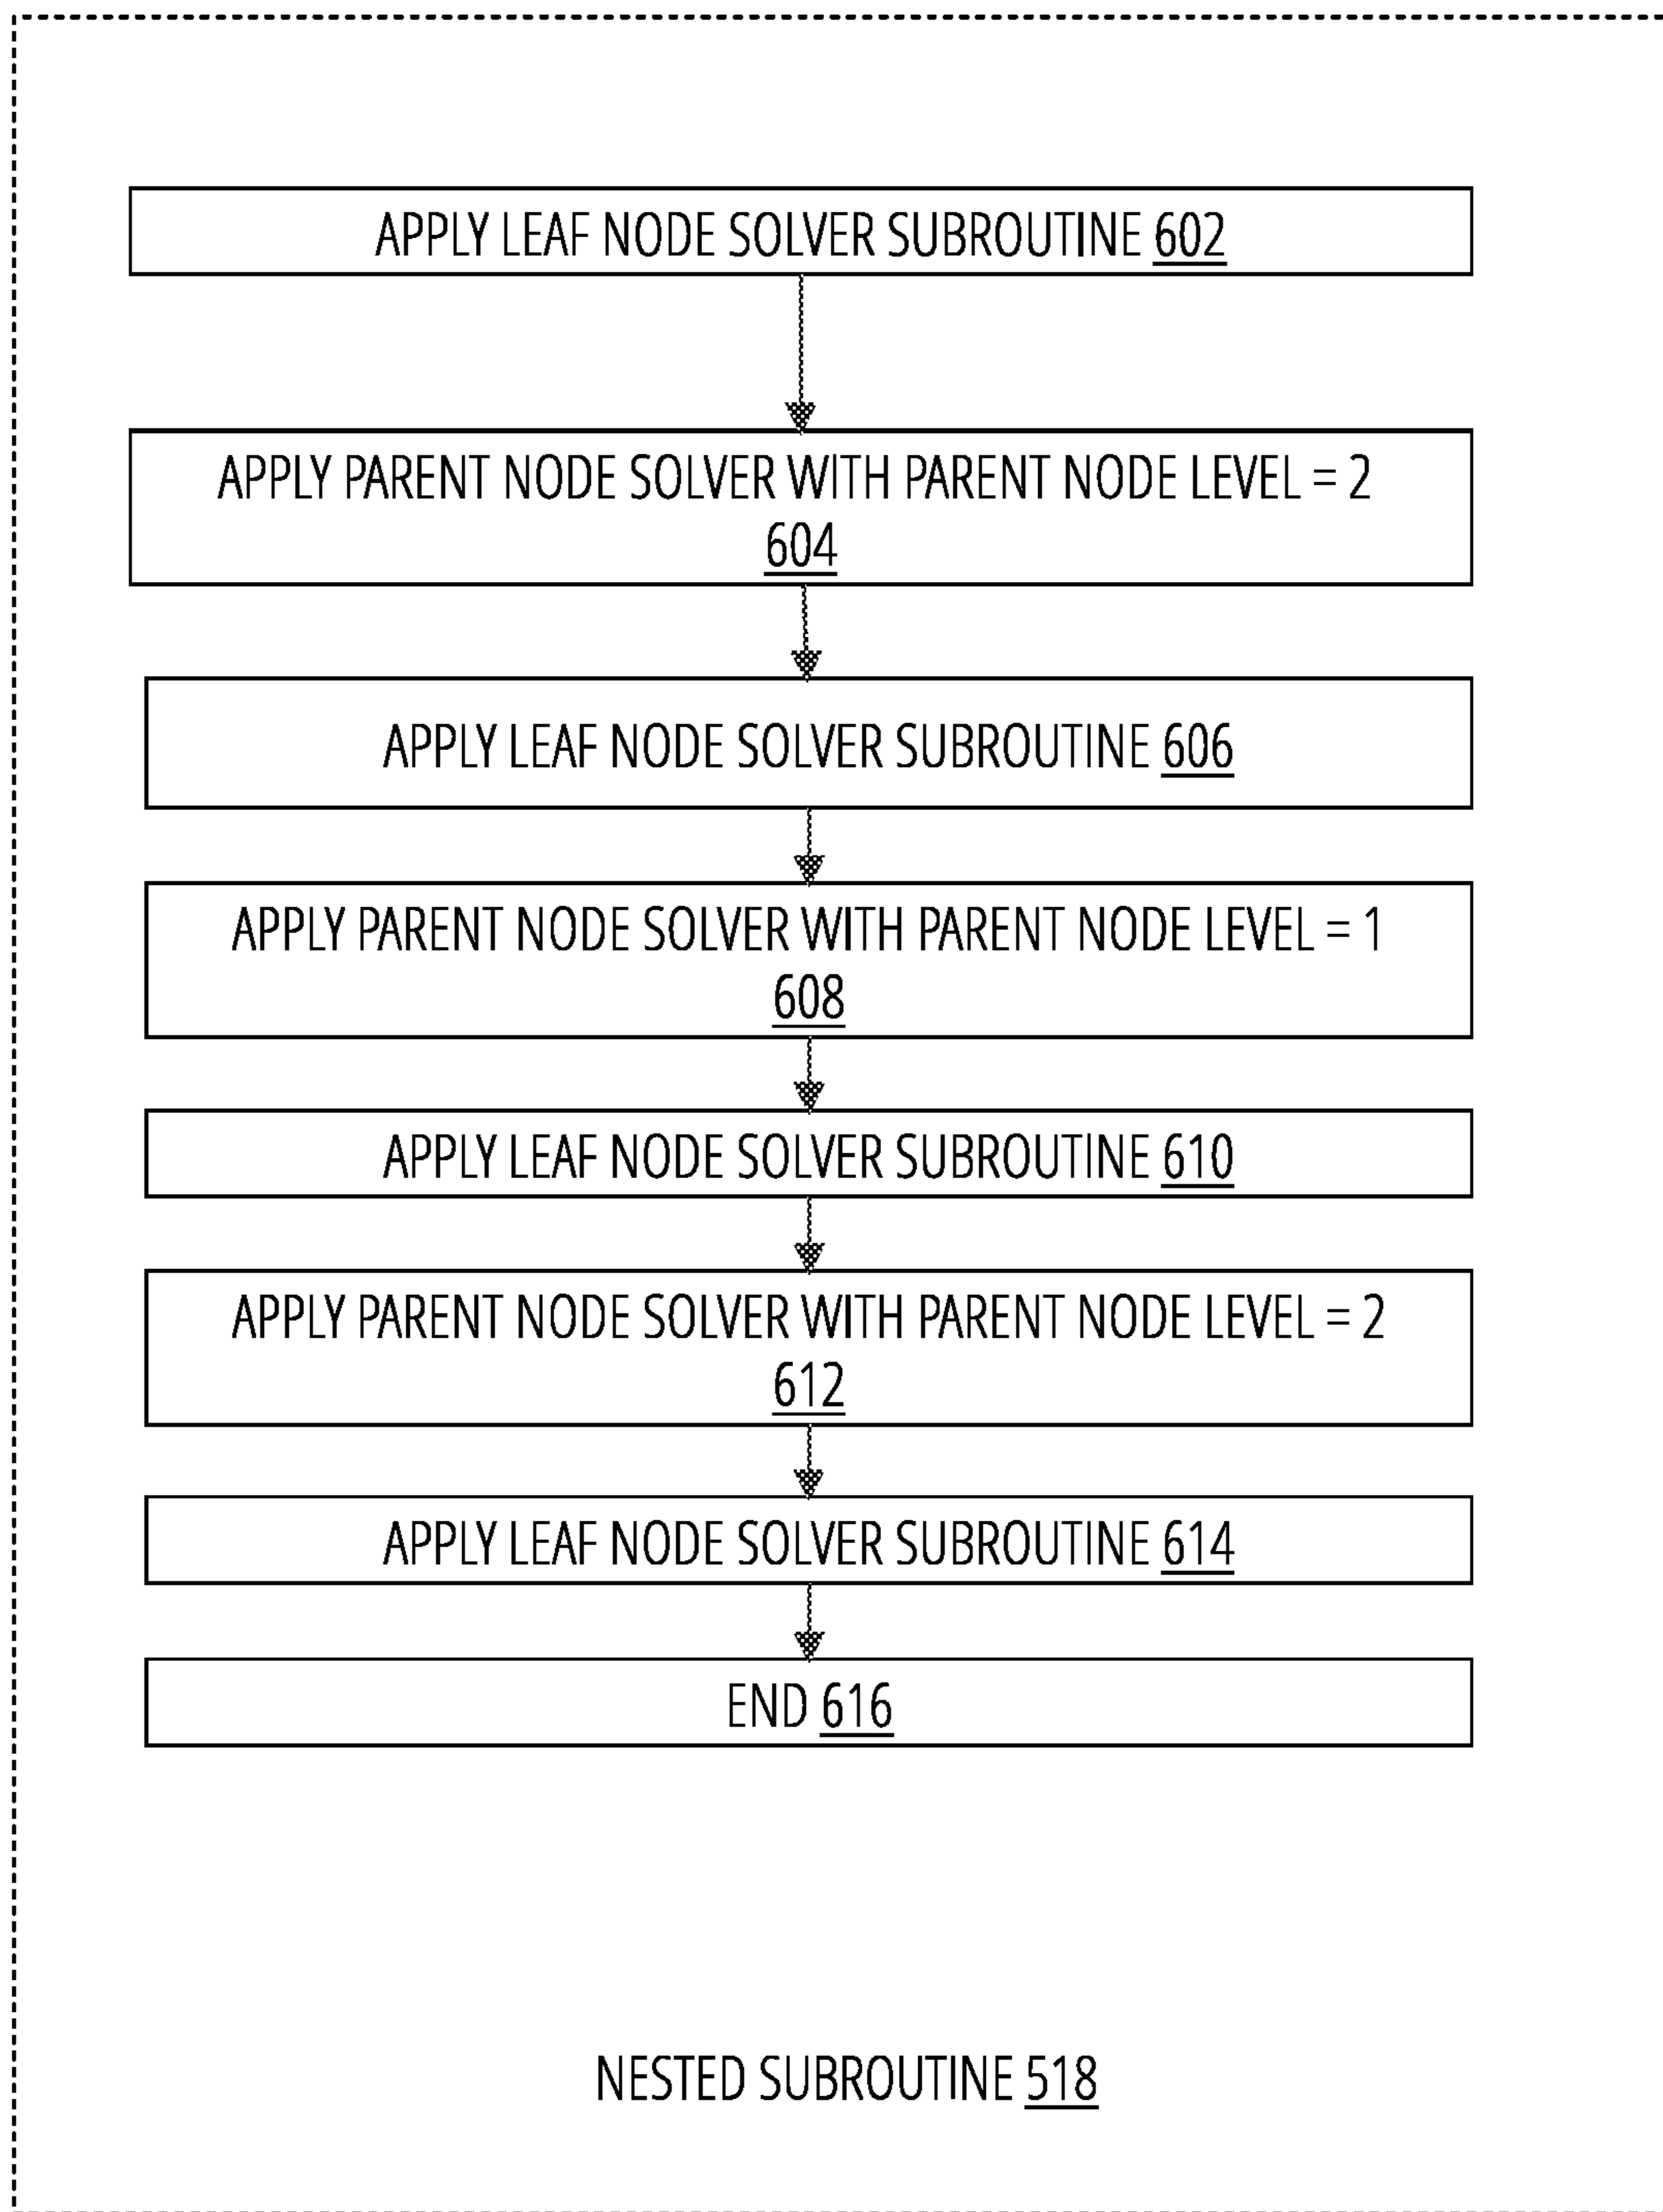 APPLY LEAF NODE SOLVER SUBROUTINE 602
APPLY PARENT NODE SOLVER WITH PARENT NODE LEVEL = 2
604
APPLY LEAF NODE SOLVER SUBROUTINE 606
APPLY PARENT NODE SOLVER WITH PARENT NODE LEVEL = 1
608
APPLY LEAF NODE SOLVER SUBROUTINE 610
APPLY PARENT NODE SOLVER WITH PARENT NODE LEVEL = 2
612
APPLY LEAF NODE SOLVER SUBROUTINE 614
END 616
NESTED SUBROUTINE 518